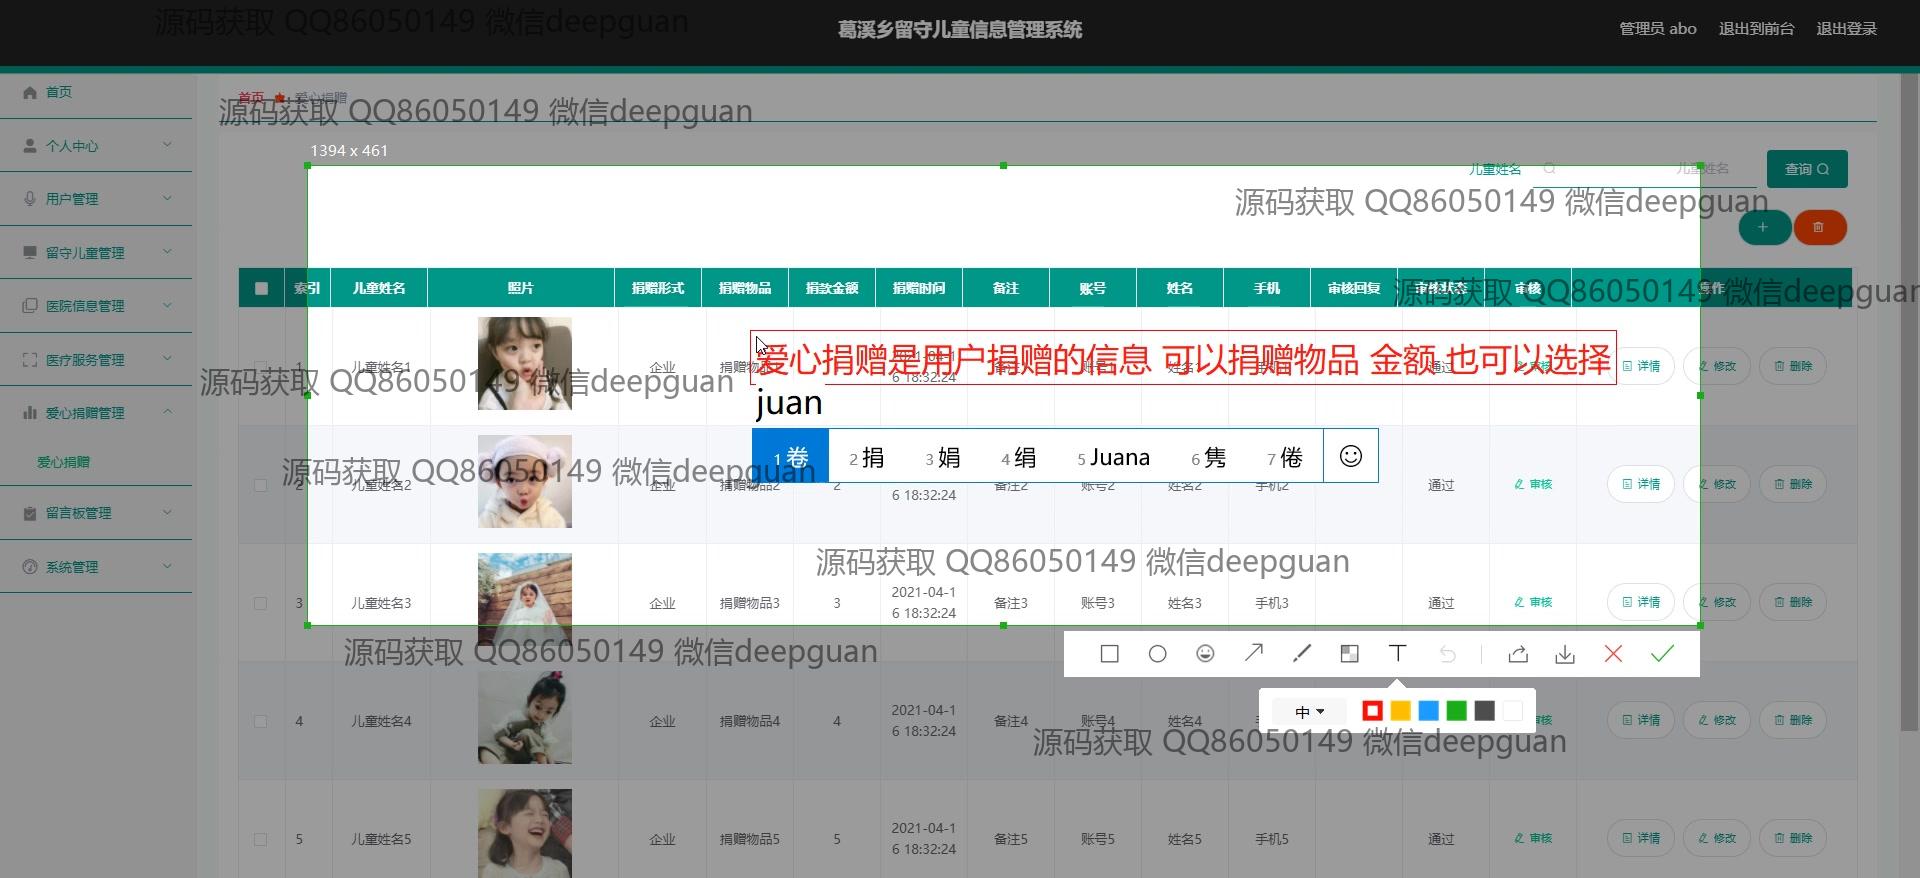 源码获取 QQ86050149 微信deepguan
葛溪乡留守儿童信息管理系统
管理员 abo 退出到前台 退出登录
首页
个人中心
用户管理
留守儿童管理
医院信息管理
医疗服务管理
爱心捐赠管理
爱心捐赠
留言板管理
系统管理
首页 爱心捐赠
源码获取 QQ86050149 微信deepguan
1394 x 461
儿童姓名 儿童姓名 查询
源码获取 QQ86050149 微信deepguan
索引 儿童姓名 照片 捐赠形式 捐赠物品 捐款金额 捐赠时间 备注 账号 姓名 手机 审核回复 审核状态 审核 操作
源码获取 QQ86050149 微信deepguan
1 儿童姓名1 企业 捐赠物品1 6 18:32:24 通过 审核 详情 修改 删除
爱心捐赠是用户捐赠的信息 可以捐赠物品 金额 也可以选择
源码获取 QQ86050149 微信deepguan
juan
1 卷 2 捐 3 娟 4 绢 5 Juana 6 隽 7 倦
源码获取 QQ86050149 微信deepguan
2 儿童姓名2 企业 捐赠物品2 2 6 18:32:24 备注2 账号2 姓名2 手机2 通过 审核 详情 修改 删除
源码获取 QQ86050149 微信deepguan
3 儿童姓名3 企业 捐赠物品3 3 2021-04-1
6 18:32:24 备注3 账号3 姓名3 手机3 通过 审核 详情 修改 删除
源码获取 QQ86050149 微信deepguan
T
中
4 儿童姓名4 企业 捐赠物品4 4 2021-04-1
6 18:32:24 备注4 账号4 姓名4 审核 详情 修改 删除
源码获取 QQ86050149 微信deepguan
5 儿童姓名5 企业 捐赠物品5 5 2021-04-1
6 18:32:24 备注5 账号5 姓名5 手机5 通过 审核 详情 修改 删除